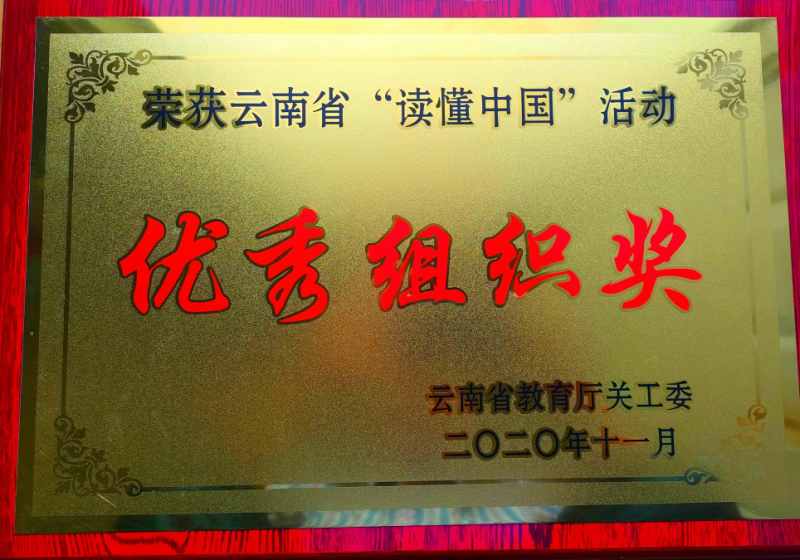 荣获云南省“读懂中国”活动
优秀组织奖
云南省教育厅关工委
二〇二〇年十一月